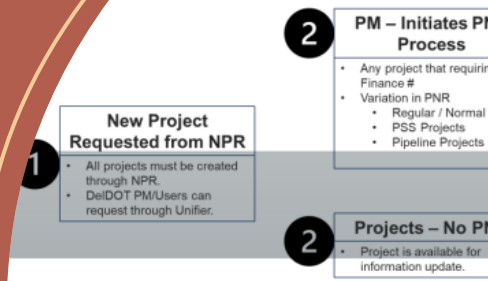 1
New Project
Requested from NPR
• All projects must be created
through NPR.
• DelDOT PM/Users can
request through Unifier.
2
PM – Initiates
Process
• Any project that
Finance #
• Variation in PNR
• Regular / Normal
• PSS Projects
• Pipeline Projects
2
Projects – No
• Project is available for
information update.